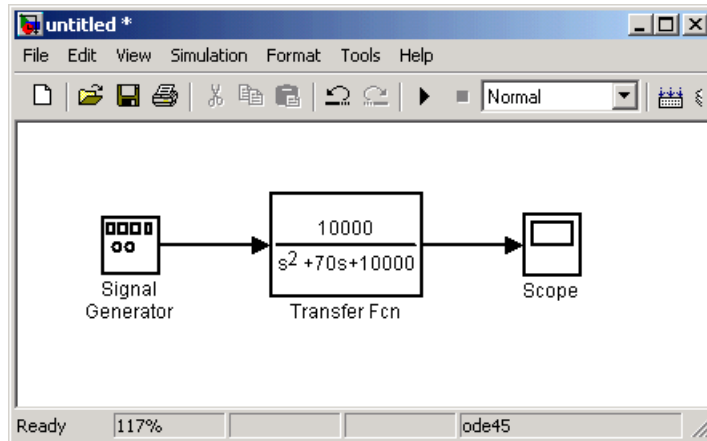 untitled *
File Edit View Simulation Format Tools Help
Normal
10000
s² +70s+10000
Signal
Generator
Transfer Fcn
Scope
Ready 117% ode45